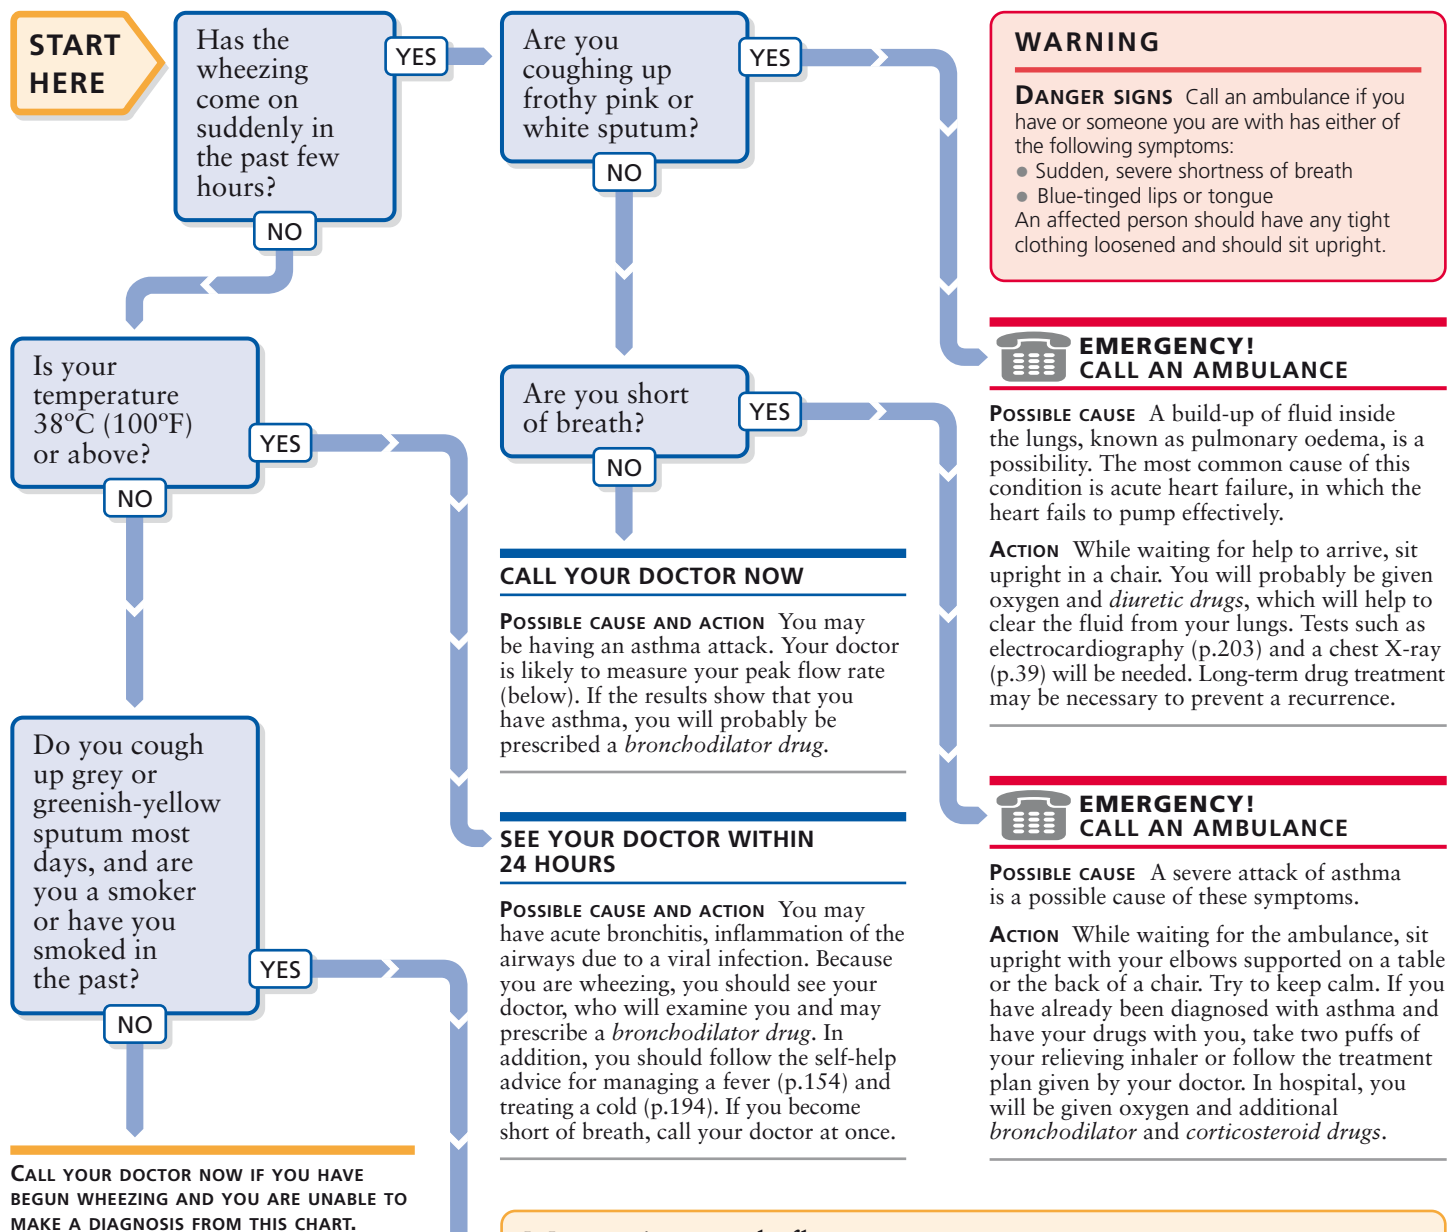 START
HERE
Has the
wheezing
come on
suddenly in
the past few
hours?
YES
NO
Are you
coughing up
frothy pink or
white sputum?
YES
NO
WARNING
DANGER SIGNS Call an ambulance if you
have or someone you are with has either of
the following symptoms:
● Sudden, severe shortness of breath
● Blue-tinged lips or tongue
An affected person should have any tight
clothing loosened and should sit upright.
Is your
temperature
38ºC (100ºF)
or above?
YES
NO
Are you short
of breath?
YES
NO
EMERGENCY!
CALL AN AMBULANCE
POSSIBLE CAUSE A build-up of fluid inside
the lungs, known as pulmonary oedema, is a
possibility. The most common cause of this
condition is acute heart failure, in which the
heart fails to pump effectively.
ACTION While waiting for help to arrive, sit
upright in a chair. You will probably be given
oxygen and diuretic drugs, which will help to
clear the fluid from your lungs. Tests such as
electrocardiography (p.203) and a chest X-ray
(p.39) will be needed. Long-term drug treatment
may be necessary to prevent a recurrence.
CALL YOUR DOCTOR NOW
POSSIBLE CAUSE AND ACTION You may
be having an asthma attack. Your doctor
is likely to measure your peak flow rate
(below). If the results show that you
have asthma, you will probably be
prescribed a bronchodilator drug.
Do you cough
up grey or
greenish-yellow
sputum most
days, and are
you a smoker
or have you
smoked in
the past?
YES
NO
SEE YOUR DOCTOR WITHIN
24 HOURS
POSSIBLE CAUSE AND ACTION You may
have acute bronchitis, inflammation of the
airways due to a viral infection. Because
you are wheezing, you should see your
doctor, who will examine you and may
prescribe a bronchodilator drug. In
addition, you should follow the self-help
advice for managing a fever (p.154) and
treating a cold (p.194). If you become
short of breath, call your doctor at once.
EMERGENCY!
CALL AN AMBULANCE
POSSIBLE CAUSE A severe attack of asthma
is a possible cause of these symptoms.
ACTION While waiting for the ambulance, sit
upright with your elbows supported on a table
or the back of a chair. Try to keep calm. If you
have already been diagnosed with asthma and
have your drugs with you, take two puffs of
your relieving inhaler or follow the treatment
plan given by your doctor. In hospital, you
will be given oxygen and additional
bronchodilator and corticosteroid drugs.
CALL YOUR DOCTOR NOW IF YOU HAVE
BEGUN WHEEZING AND YOU ARE UNABLE TO
MAKE A DIAGNOSIS FROM THIS CHART.